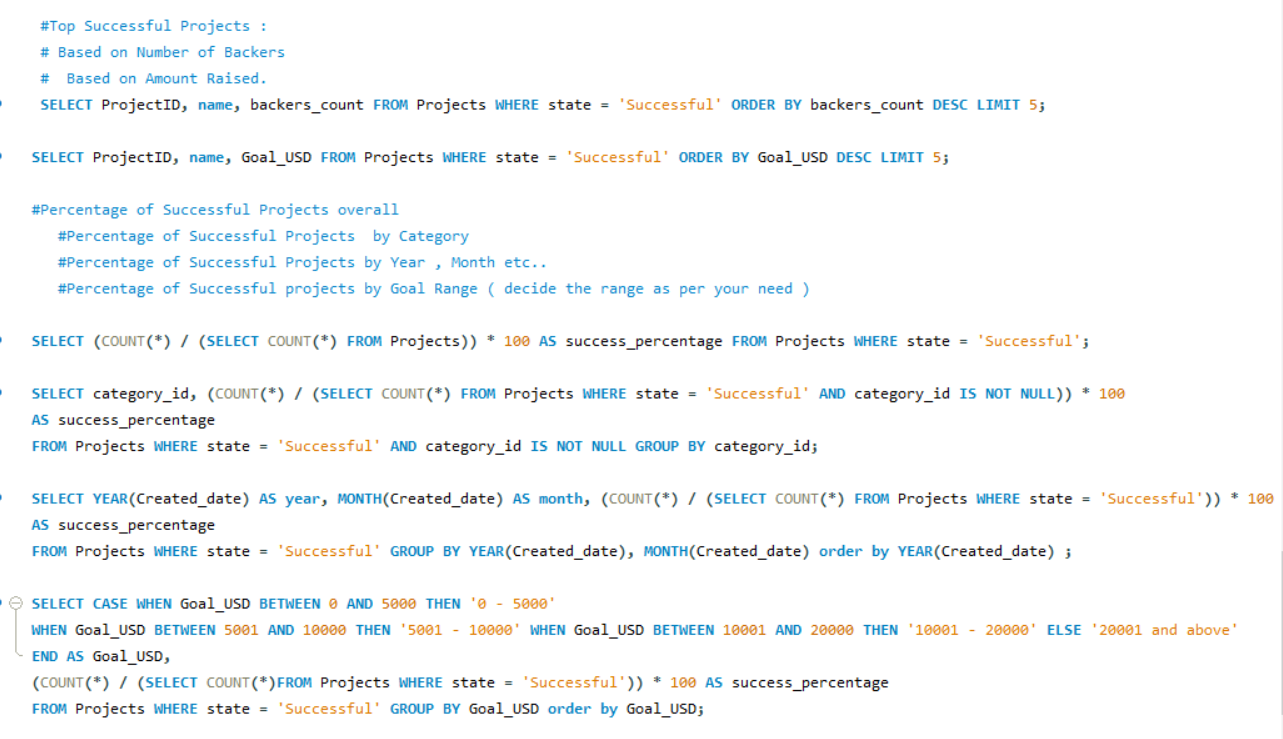 #Top Successful Projects :
# Based on Number of Backers
#  Based on Amount Raised.
SELECT ProjectID, name, backers_count FROM Projects WHERE state = 'Successful' ORDER BY backers_count DESC LIMIT 5;
SELECT ProjectID, name, Goal_USD FROM Projects WHERE state = 'Successful' ORDER BY Goal_USD DESC LIMIT 5;
#Percentage of Successful Projects overall
#Percentage of Successful Projects  by Category
#Percentage of Successful Projects by Year , Month etc..
#Percentage of Successful projects by Goal Range ( decide the range as per your need )
SELECT (COUNT(*) / (SELECT COUNT(*) FROM Projects)) * 100 AS success_percentage FROM Projects WHERE state = 'Successful';
SELECT category_id, (COUNT(*) / (SELECT COUNT(*) FROM Projects WHERE state = 'Successful' AND category_id IS NOT NULL)) * 100
AS success_percentage
FROM Projects WHERE state = 'Successful' AND category_id IS NOT NULL GROUP BY category_id;
SELECT YEAR(Created_date) AS year, MONTH(Created_date) AS month, (COUNT(*) / (SELECT COUNT(*) FROM Projects WHERE state = 'Successful')) * 100
AS success_percentage
FROM Projects WHERE state = 'Successful' GROUP BY YEAR(Created_date), MONTH(Created_date) order by YEAR(Created_date) ;
SELECT CASE WHEN Goal_USD BETWEEN 0 AND 5000 THEN '0 - 5000'
WHEN Goal_USD BETWEEN 5001 AND 10000 THEN '5001 - 10000' WHEN Goal_USD BETWEEN 10001 AND 20000 THEN '10001 - 20000' ELSE '20001 and above'
END AS Goal_USD,
(COUNT(*) / (SELECT COUNT(*)FROM Projects WHERE state = 'Successful')) * 100 AS success_percentage
FROM Projects WHERE state = 'Successful' GROUP BY Goal_USD order by Goal_USD;